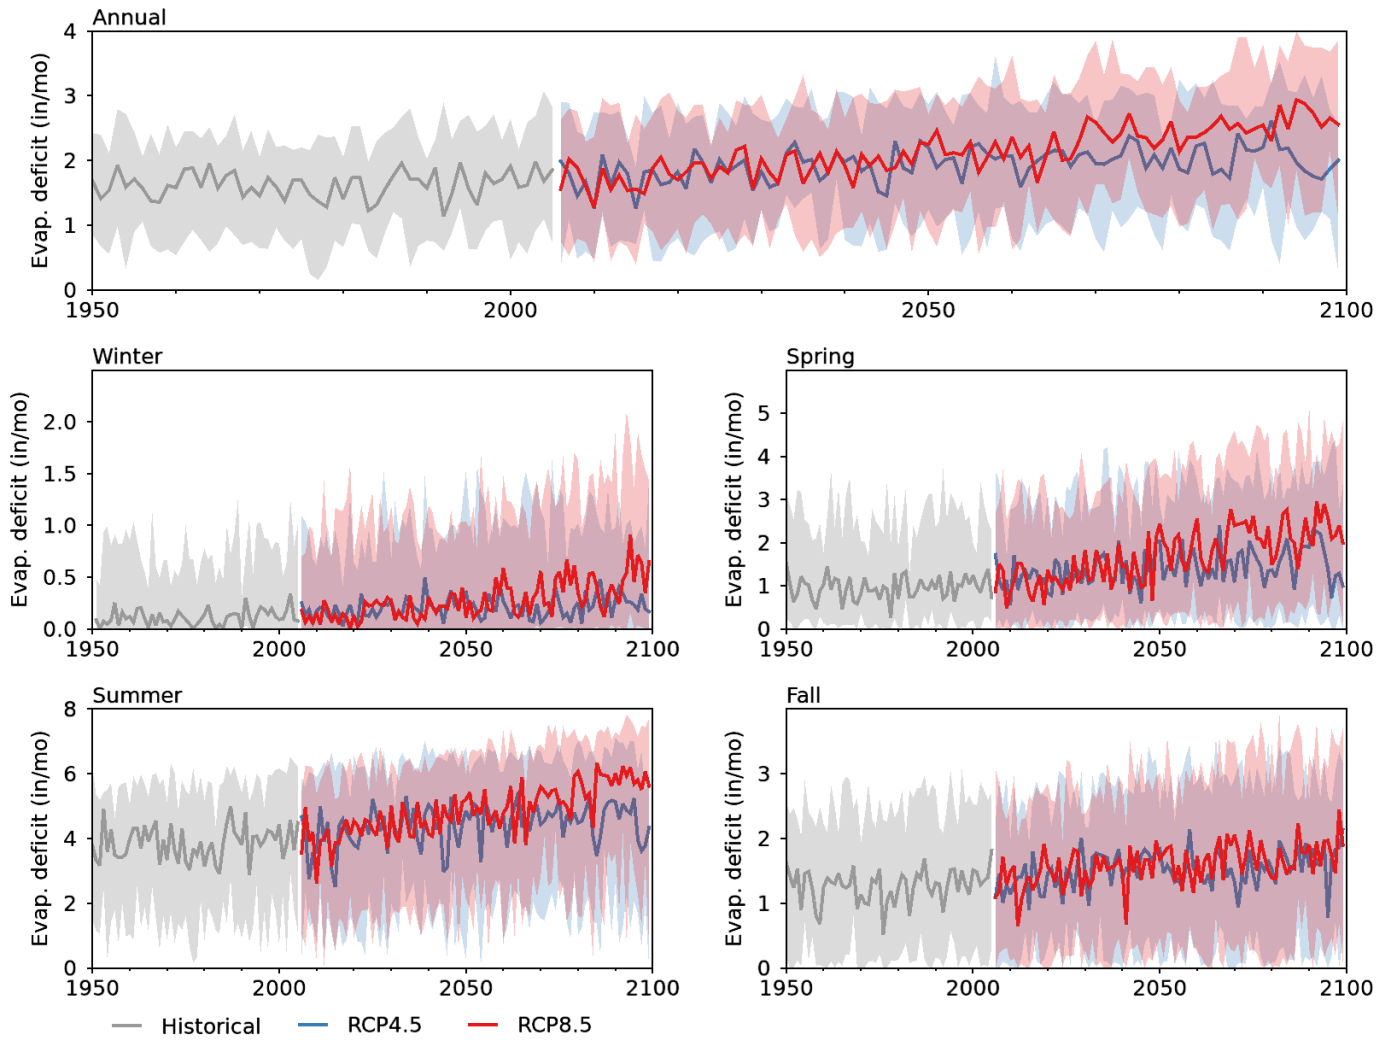 Annual
Evap. deficit (in/mo)
4
3
2
1
0
1950 2000 2050 2100
Winter
Evap. deficit (in/mo)
2.0
1.5
1.0
0.5
0.0
1950 2000 2050 2100
Spring
Evap. deficit (in/mo)
5
4
3
2
1
0
1950 2000 2050 2100
Summer
Evap. deficit (in/mo)
8
6
4
2
0
1950 2000 2050 2100
Fall
Evap. deficit (in/mo)
3
2
1
0
1950 2000 2050 2100
Historical RCP4.5 RCP8.5